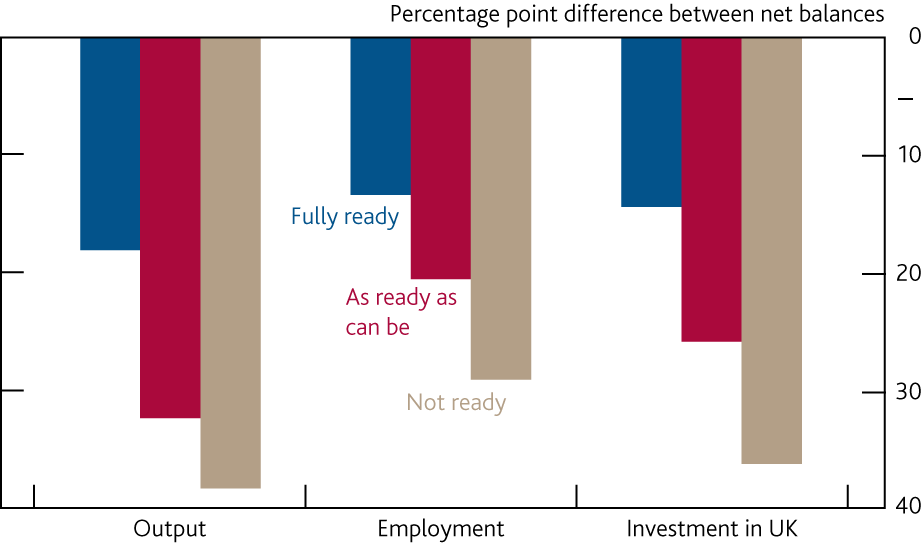 Percentage point difference between net balances
0
–
10
20
30
40
Fully ready
As ready as
can be
Not ready
Output
Employment
Investment in UK